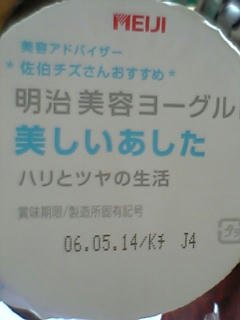 MEIJI
美容アドバイザー
*佐伯チズさんおすすめ*
明治 美容ヨーグル
美しいあした
ハリとツヤの生活
賞味期限/製造所固有記号
06.05.14/Kﾁ J4